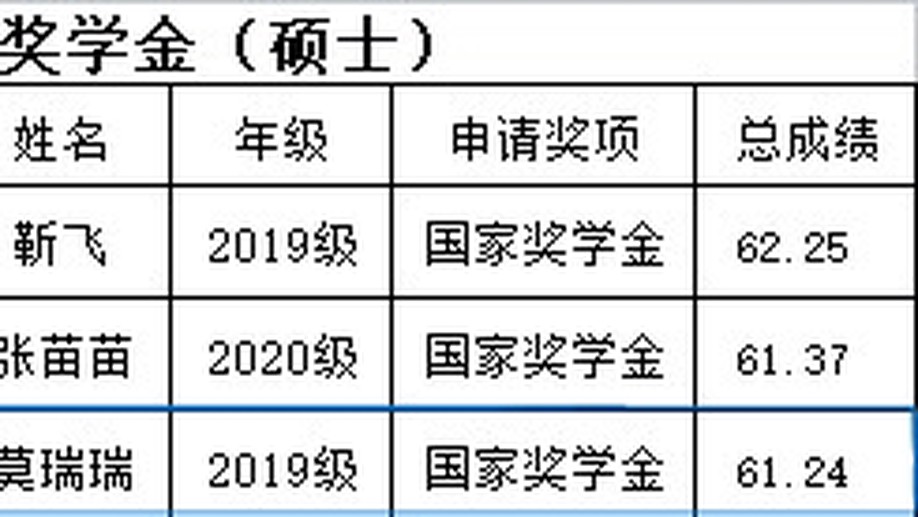 奖学金（硕士）
姓名 年级 申请奖项 总成绩
靳飞 2019级 国家奖学金 62.25
张苗苗 2020级 国家奖学金 61.37
莫瑞瑞 2019级 国家奖学金 61.24